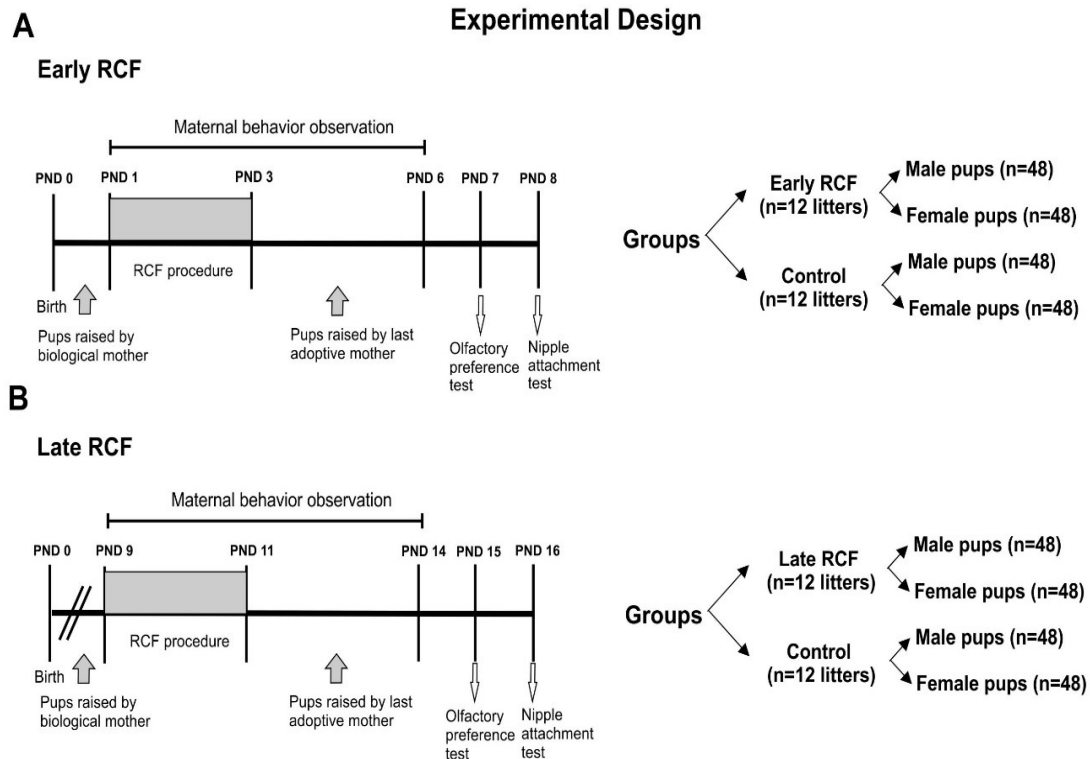 Experimental Design
A
Early RCF
Maternal behavior observation
PND 0
PND 1
PND 3
PND 6
PND 7
PND 8
RCF procedure
Birth
Pups raised by
biological mother
Pups raised by last
adoptive mother
Olfactory
preference
test
Nipple
attachment
test
Groups
Early RCF
(n=12 litters)
Male pups (n=48)
Female pups (n=48)
Control
(n=12 litters)
Male pups (n=48)
Female pups (n=48)
B
Late RCF
Maternal behavior observation
PND 0
PND 9
PND 11
PND 14
PND 15
PND 16
RCF procedure
Birth
Pups raised by
biological mother
Pups raised by last
adoptive mother
Olfactory
preference
test
Nipple
attachment
test
Groups
Late RCF
(n=12 litters)
Male pups (n=48)
Female pups (n=48)
Control
(n=12 litters)
Male pups (n=48)
Female pups (n=48)